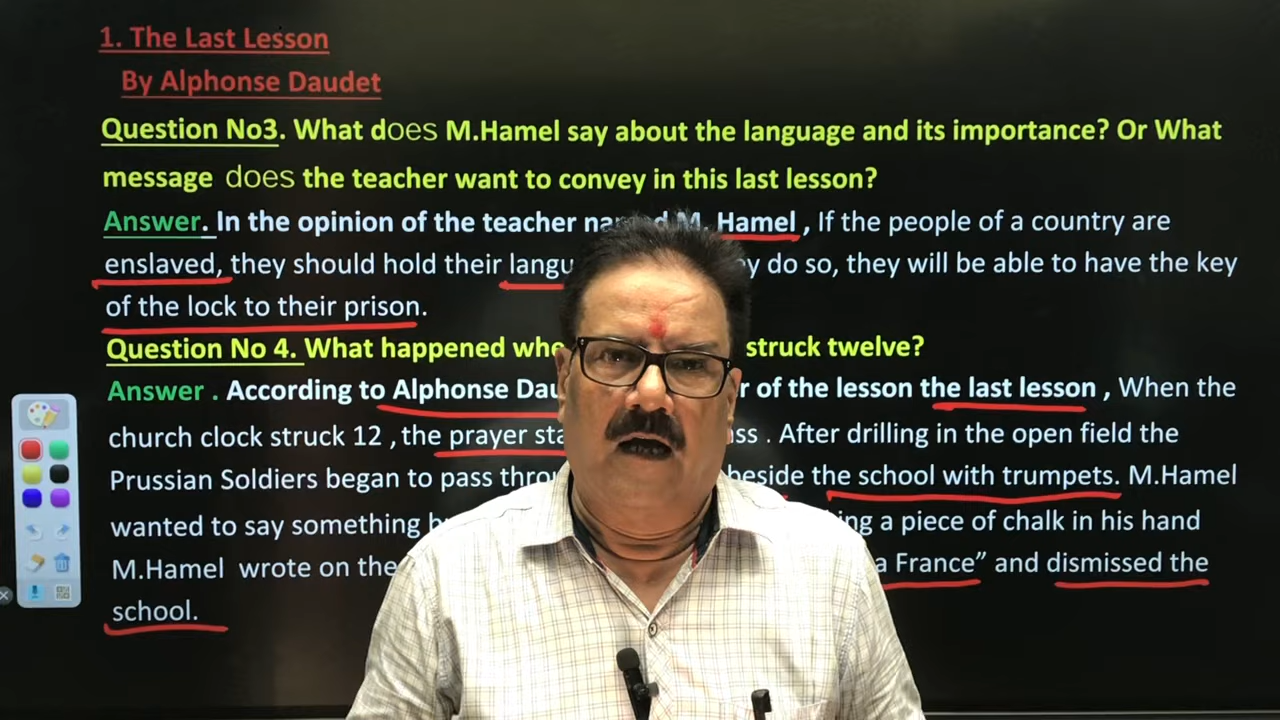 1. The Last Lesson
By Alphonse Daudet
Question No3. What does M.Hamel say about the language and its importance? Or What
message does the teacher want to convey in this last lesson?
Answer. In the opinion of the teacher named M. Hamel , If the people of a country are
enslaved, they should hold their do so, they will be able to have the key
of the lock to their prison.
Question No 4. What happened struck twelve?
Answer . According to Alphonse of the lesson the last lesson , When the
church clock struck 12 ,the prayer . After drilling in the open field the
Prussian Soldiers began to pass beside the school with trumpets. M.Hamel
wanted to say something a piece of chalk in his hand
M.Hamel wrote on the France” and dismissed the
school.